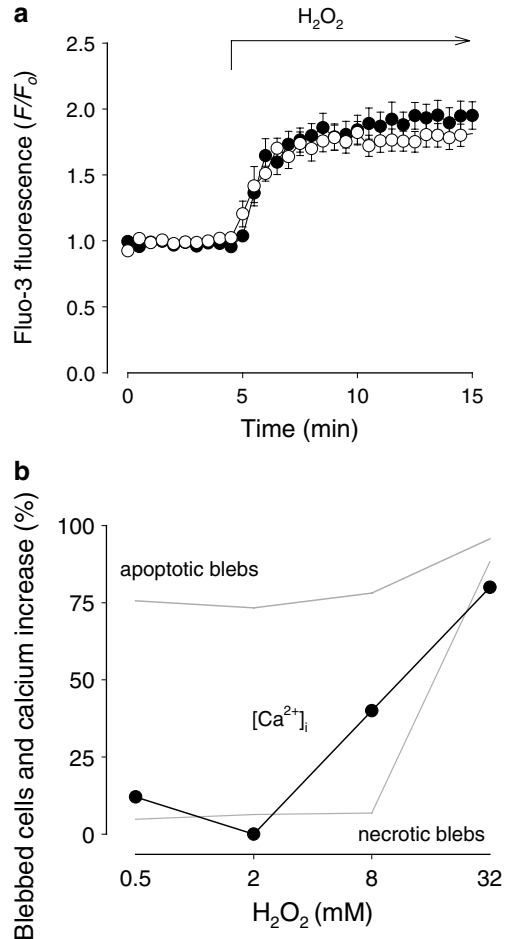 a
H₂O₂
Fluo-3 fluorescence (F/Fₒ)
2.5
2.0
1.5
1.0
0.5
0.0
0 5 10 15
Time (min)
b
Blebbed cells and calcium increase (%)
100
75
50
25
0
apoptotic blebs
[Ca²⁺]ᵢ
necrotic blebs
0.5 2 8 32
H₂O₂ (mM)